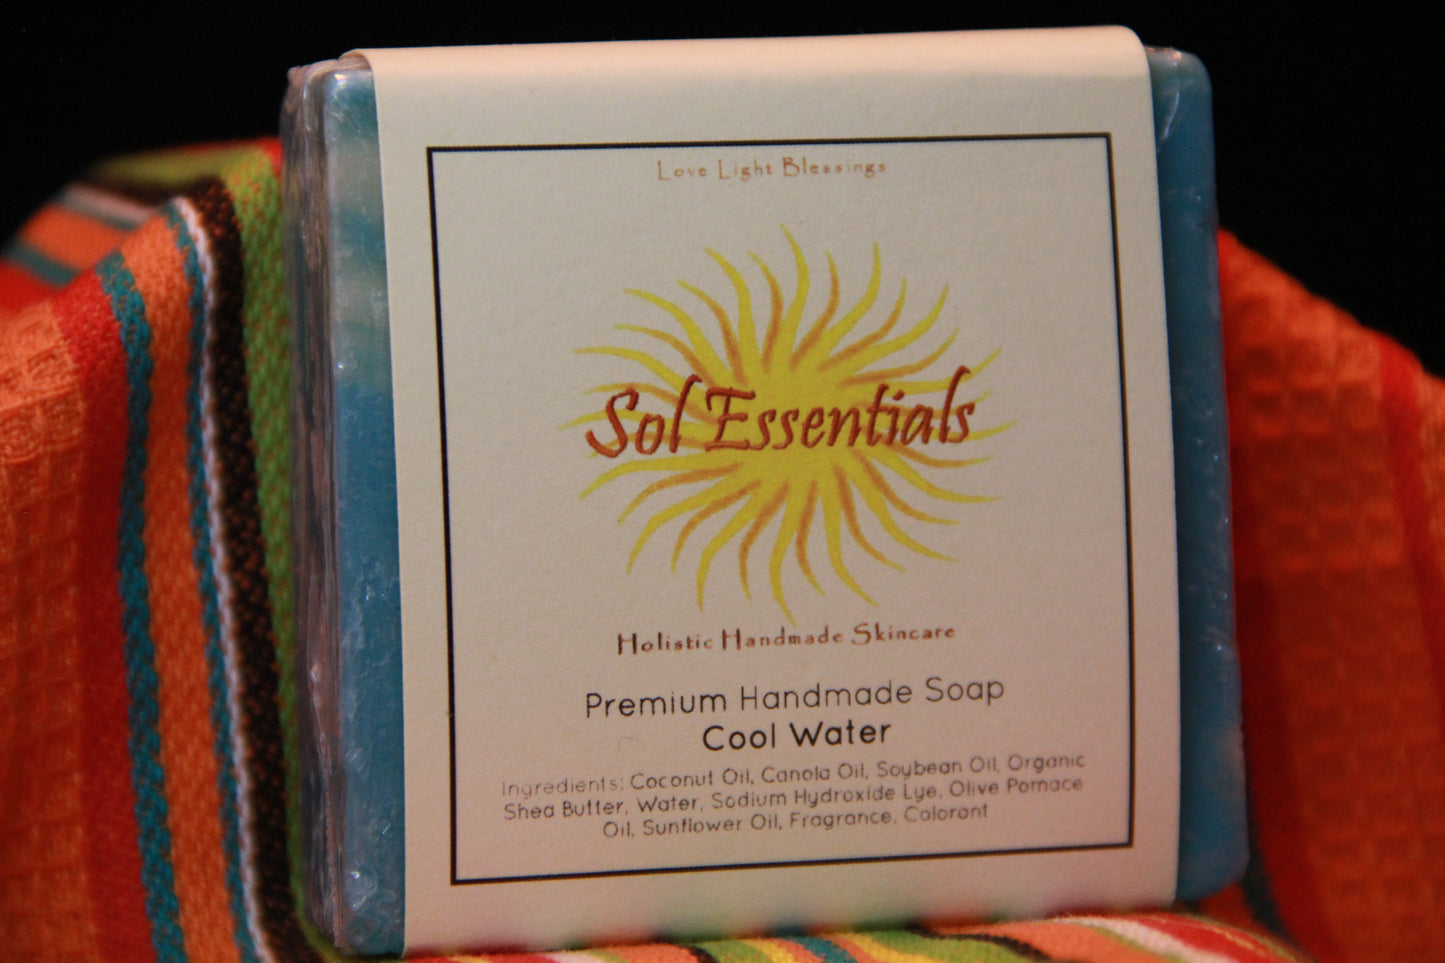 Love Light Blessings
Sol Essentials
Holistic Handmade Skincare
Premium Handmade Soap
Cool Water
Ingredients: Coconut Oil, Canola Oil, Soybean Oil, Organic
Shea Butter, Water, Sodium Hydroxide Lye, Olive Pomace
Oil, Sunflower Oil, Fragrance, Colorant